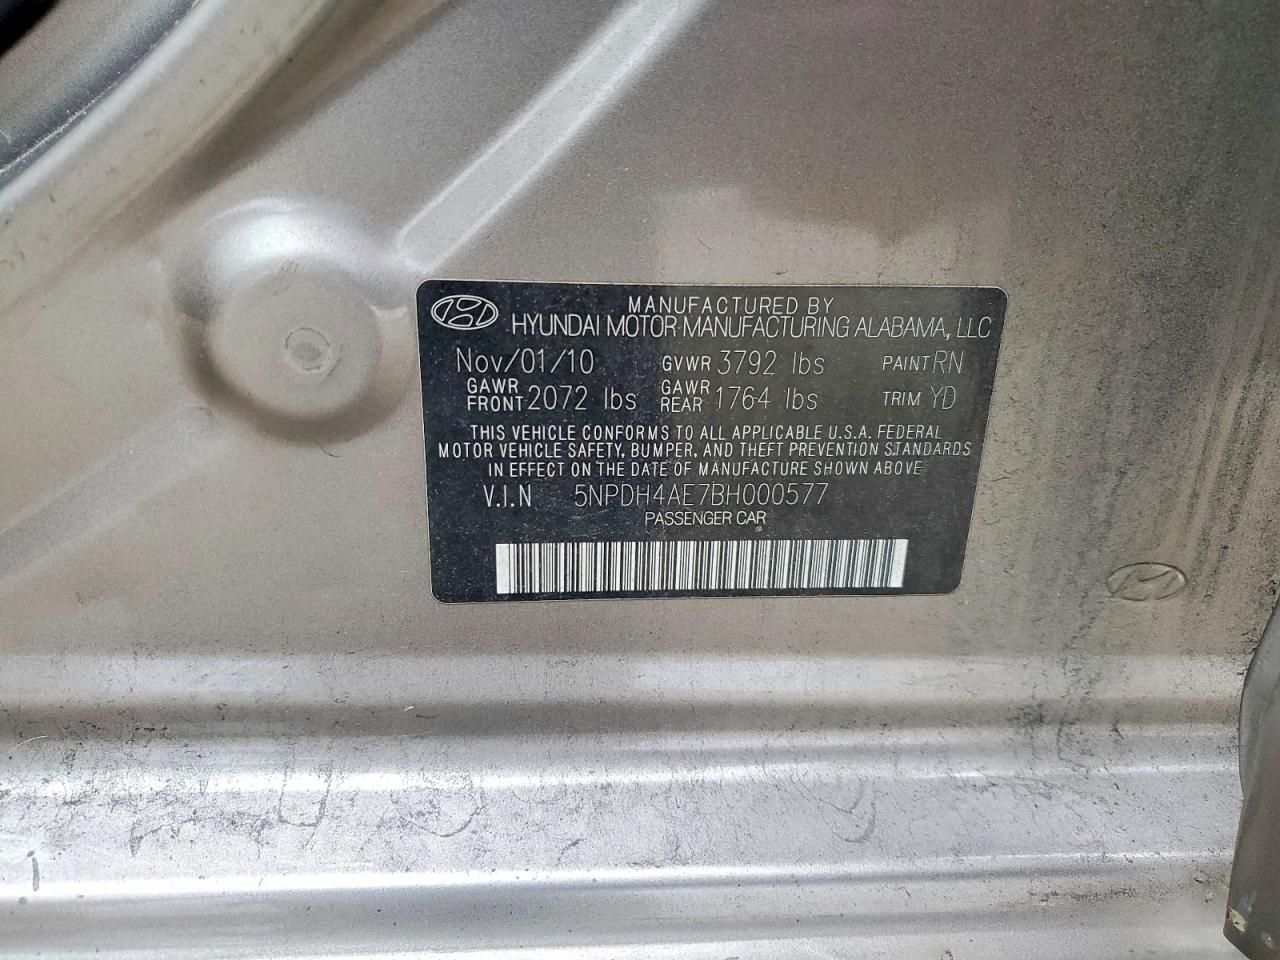 MANUFACTURED BY
HYUNDAI MOTOR MANUFACTURING ALABAMA, LLC
Nov/01/10 GVWR 3792 lbs PAINT RN
GAWR FRONT 2072 lbs GAWR REAR 1764 lbs TRIM YD
THIS VEHICLE CONFORMS TO ALL APPLICABLE U.S.A. FEDERAL
MOTOR VEHICLE SAFETY, BUMPER, AND THEFT PREVENTION STANDARDS
IN EFFECT ON THE DATE OF MANUFACTURE SHOWN ABOVE
V.I.N 5NPDH4AE7BH000577
PASSENGER CAR